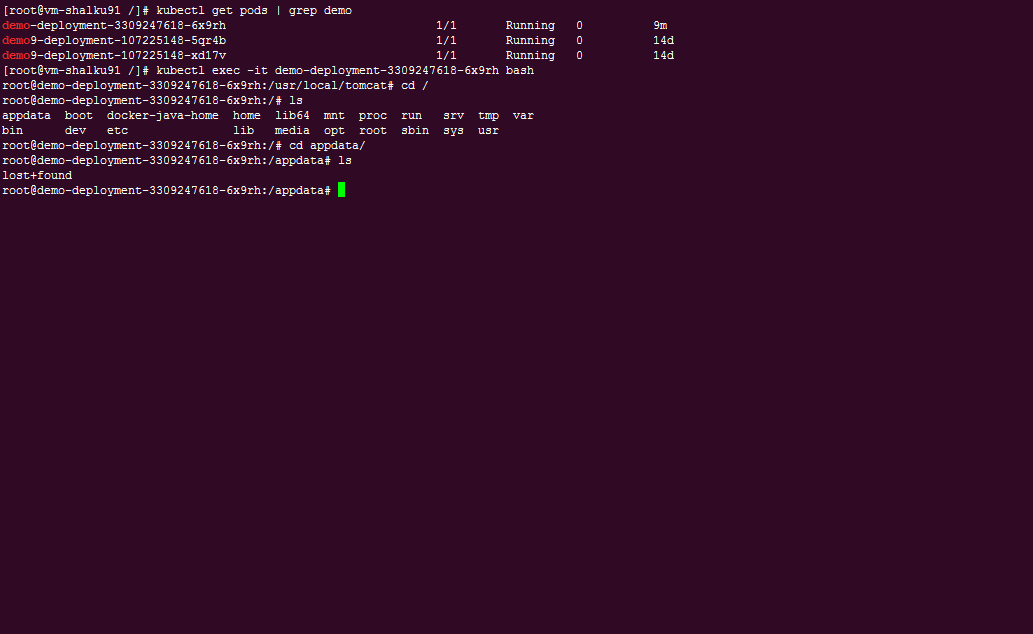 [root@vm-shalku91 /]# kubectl get pods | grep demo
demo-deployment-3309247618-6x9rh                              1/1       Running   0          9m
demo9-deployment-107225148-5qr4b                              1/1       Running   0          14d
demo9-deployment-107225148-xd17v                              1/1       Running   0          14d
[root@vm-shalku91 /]# kubectl exec -it demo-deployment-3309247618-6x9rh bash
root@demo-deployment-3309247618-6x9rh:/usr/local/tomcat# cd /
root@demo-deployment-3309247618-6x9rh:/# ls
appdata  boot  docker-java-home  home  lib64  mnt  proc  run   srv  tmp  var
bin      dev   etc               lib   media  opt  root  sbin  sys  usr
root@demo-deployment-3309247618-6x9rh:/# cd appdata/
root@demo-deployment-3309247618-6x9rh:/appdata# ls
lost+found
root@demo-deployment-3309247618-6x9rh:/appdata#